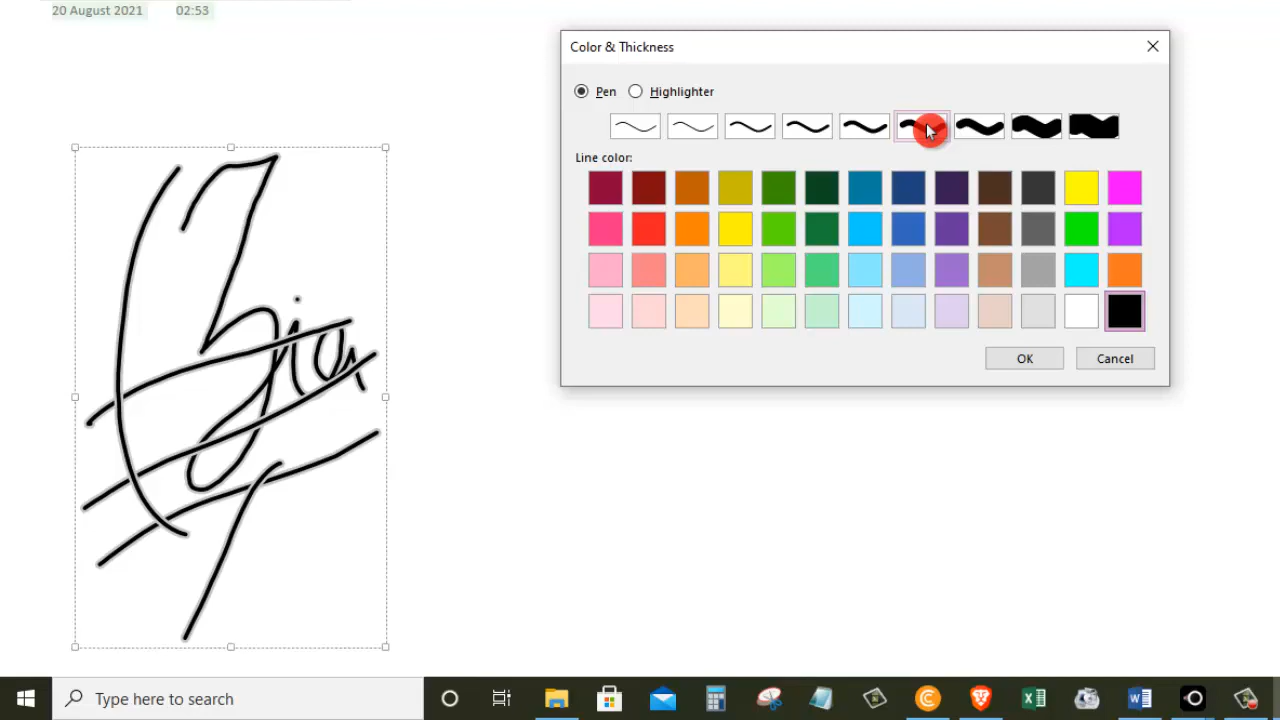 20 August 2021 02:53
Color & Thickness
Pen Highlighter
Line color:
OK Cancel
Type here to search